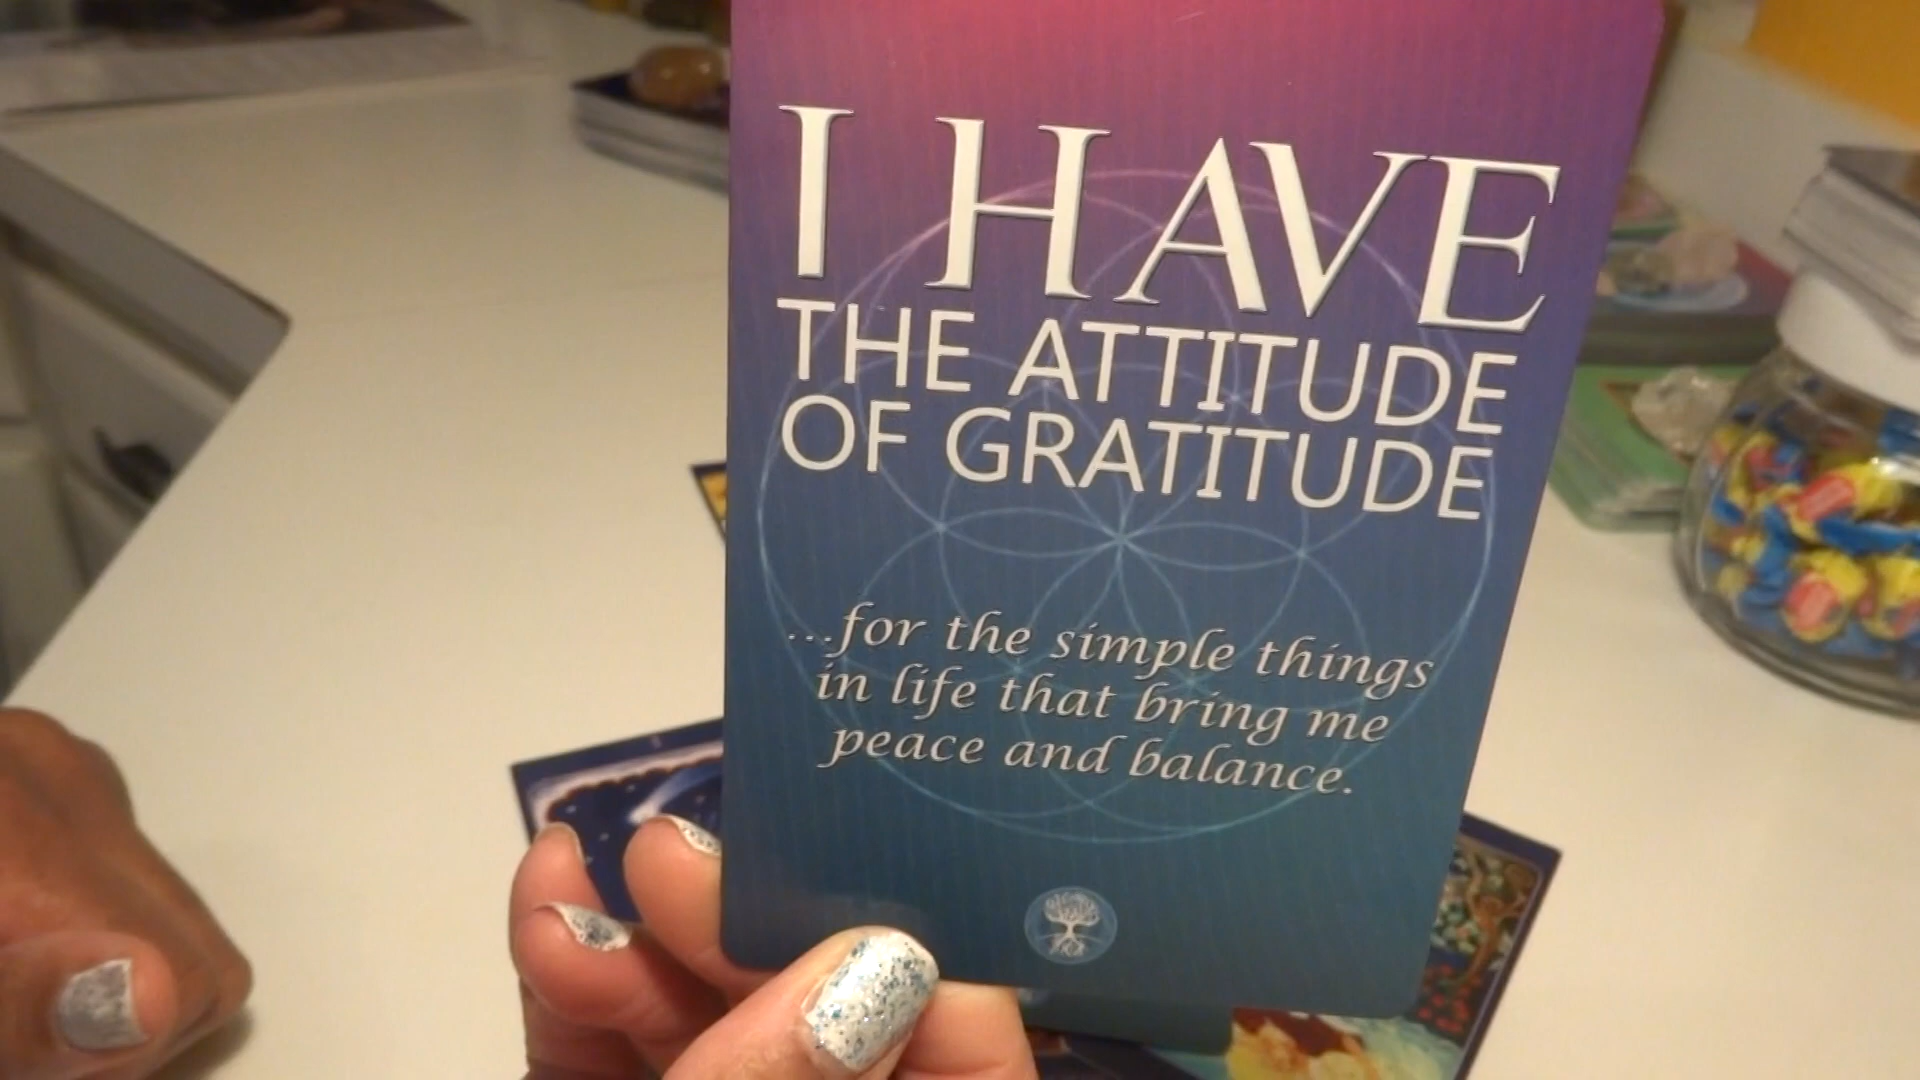 I HAVE
THE ATTITUDE
OF GRATITUDE
...for the simple things
in life that bring me
peace and balance.